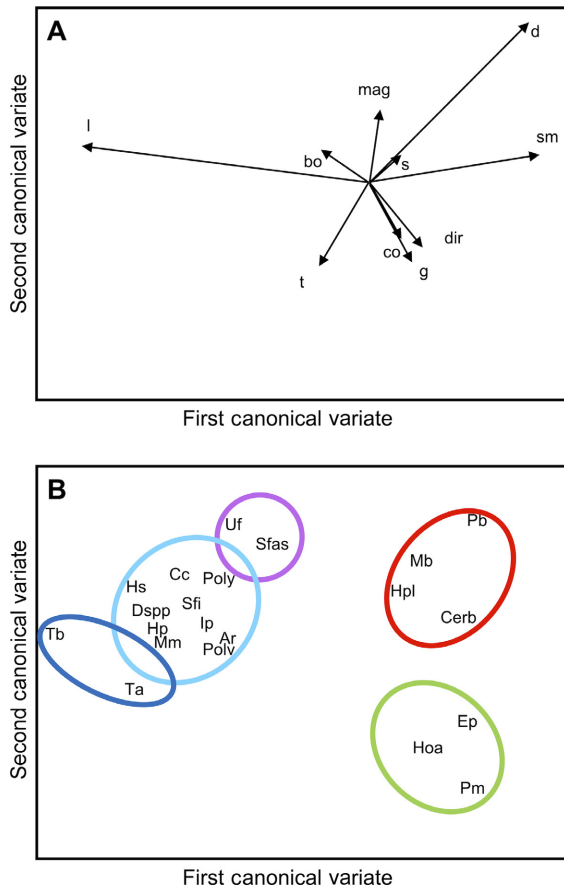 A
d
mag
l
sm
bo
s
dir
co
t
g
Second canonical variate
First canonical variate
B
Pb
Uf
Sfas
Mb
Cc
Poly
Hs
Hpl
Sfi
Dspp
Cerb
Ip
Tb
Hp
Ar
Mm
Polv
Ta
Ep
Hoa
Pm
Second canonical variate
First canonical variate